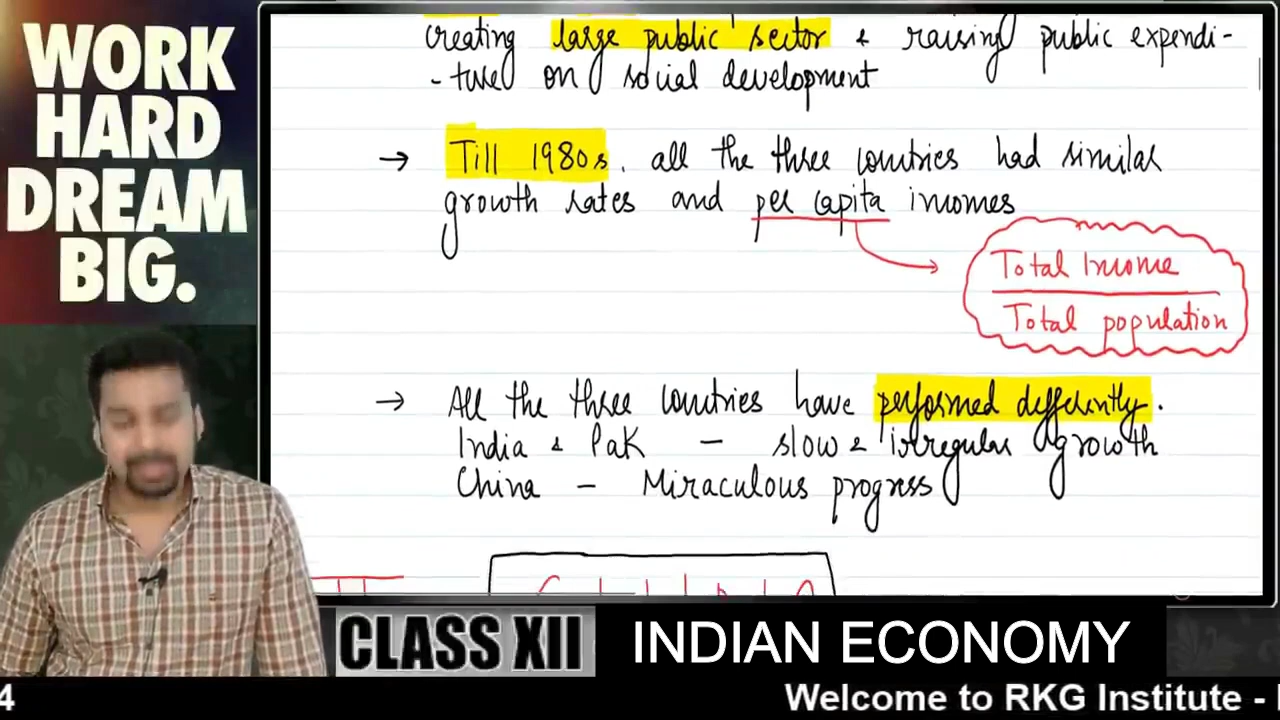 WORK
HARD
DREAM
BIG.
creating large public sector & raising public expendi-
-ture on social development
→ Till 1980s, all the three countries had similar
growth rates and per capita incomes
Total Income
Total population
→ All the three countries have performed differently.
India & Pak - slow & irregular growth
China - Miraculous progress
CLASS XII INDIAN ECONOMY
4 Welcome to RKG Institute -